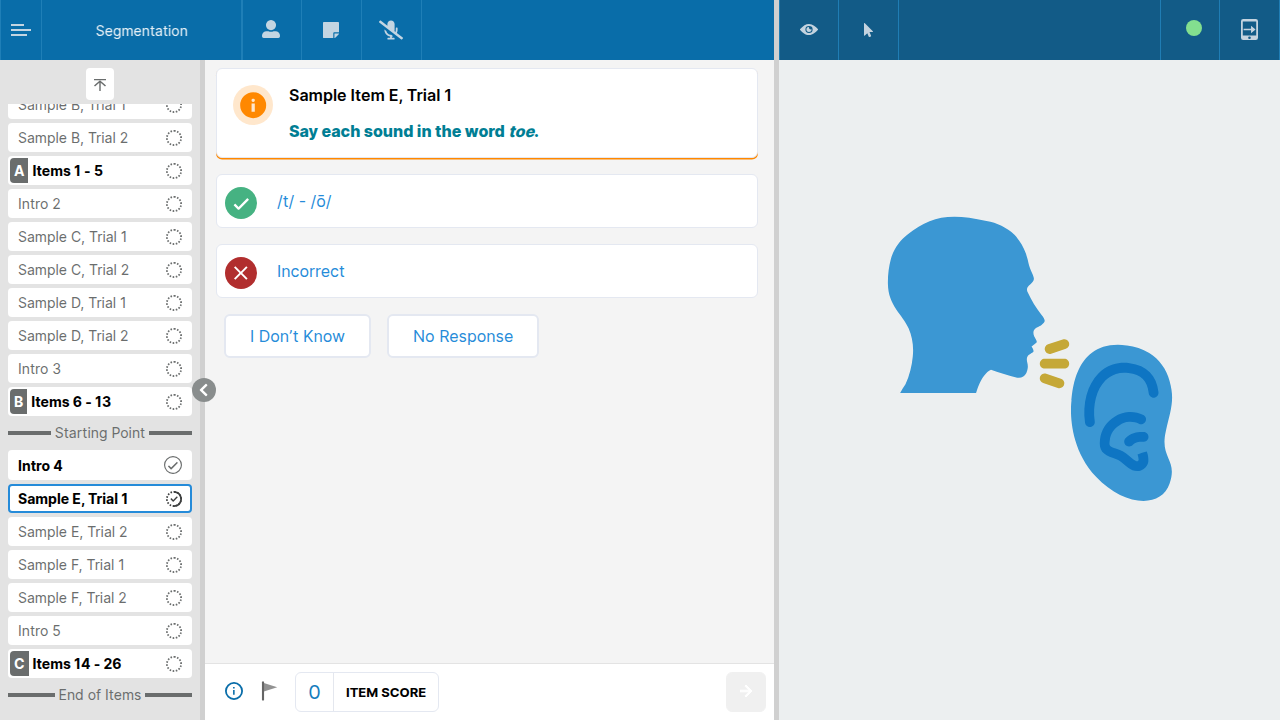 Segmentation
Sample B, Trial 1
Sample B, Trial 2
A Items 1 - 5
Intro 2
Sample C, Trial 1
Sample C, Trial 2
Sample D, Trial 1
Sample D, Trial 2
Intro 3
B Items 6 - 13
Starting Point
Intro 4
Sample E, Trial 1
Sample E, Trial 2
Sample F, Trial 1
Sample F, Trial 2
Intro 5
C Items 14 - 26
End of Items
Sample Item E, Trial 1
Say each sound in the word toe.
/t/ - /ō/
Incorrect
I Don’t Know
No Response
0 ITEM SCORE